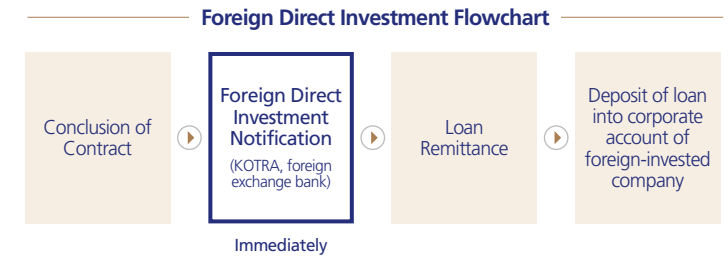 Foreign Direct Investment Flowchart
Conclusion of
Contract
Foreign Direct
Investment
Notification
(KOTRA, foreign
exchange bank)
Immediately
Loan
Remittance
Deposit of loan
into corporate
account of
foreign-invested
company